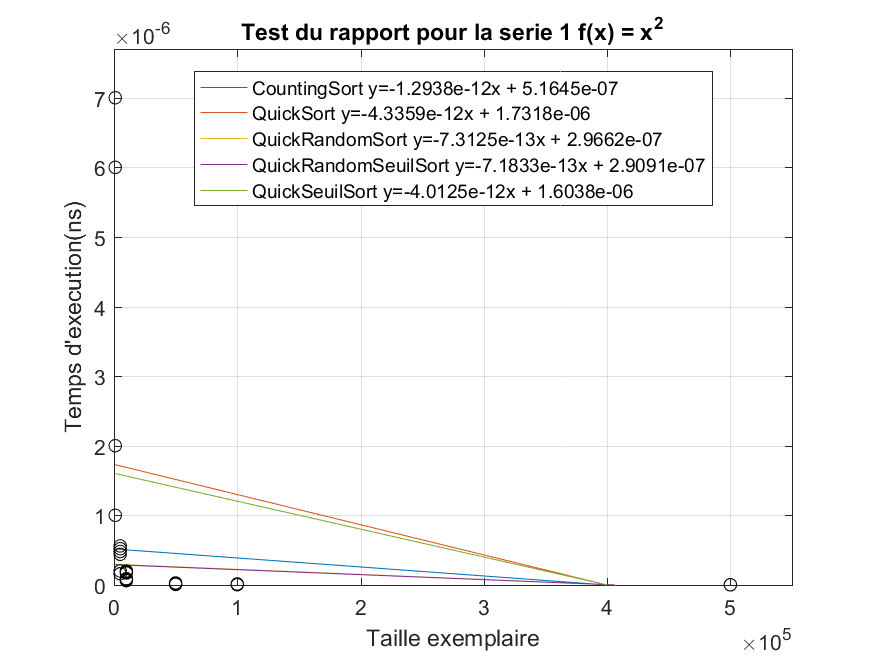 Test du rapport pour la serie 1 f(x) = x²
×10⁻⁶
7
6
5
4
3
2
1
0
Temps d'execution(ns)
CountingSort y=-1.2938e-12x + 5.1645e-07
QuickSort y=-4.3359e-12x + 1.7318e-06
QuickRandomSort y=-7.3125e-13x + 2.9662e-07
QuickRandomSeuilSort y=-7.1833e-13x + 2.9091e-07
QuickSeuilSort y=-4.0125e-12x + 1.6038e-06
0 1 2 3 4 5
Taille exemplaire
×10⁵